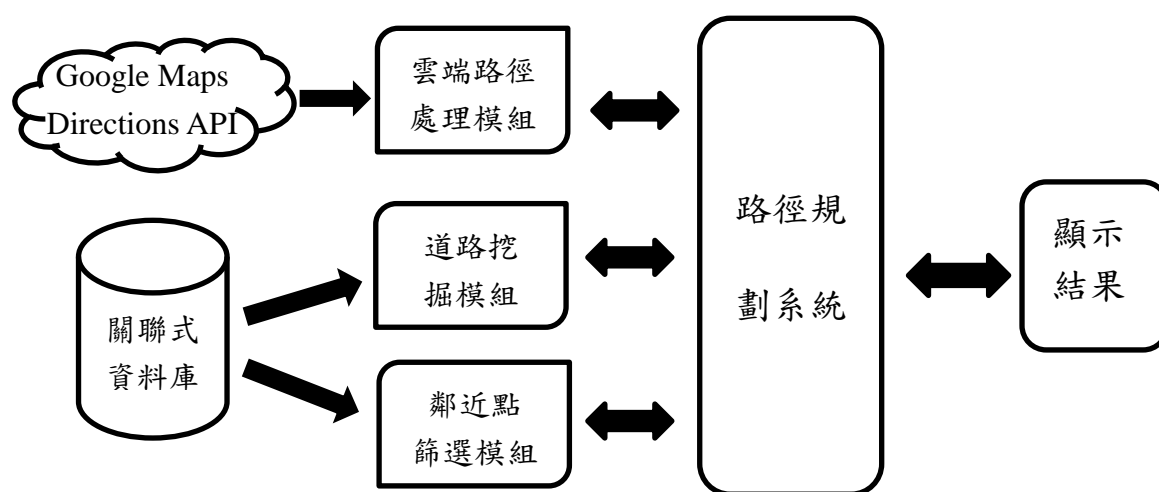 Google Maps
Directions API
雲端路徑
處理模組
關聯式
資料庫
道路挖
掘模組
鄰近點
篩選模組
路徑規
劃系統
顯示
結果